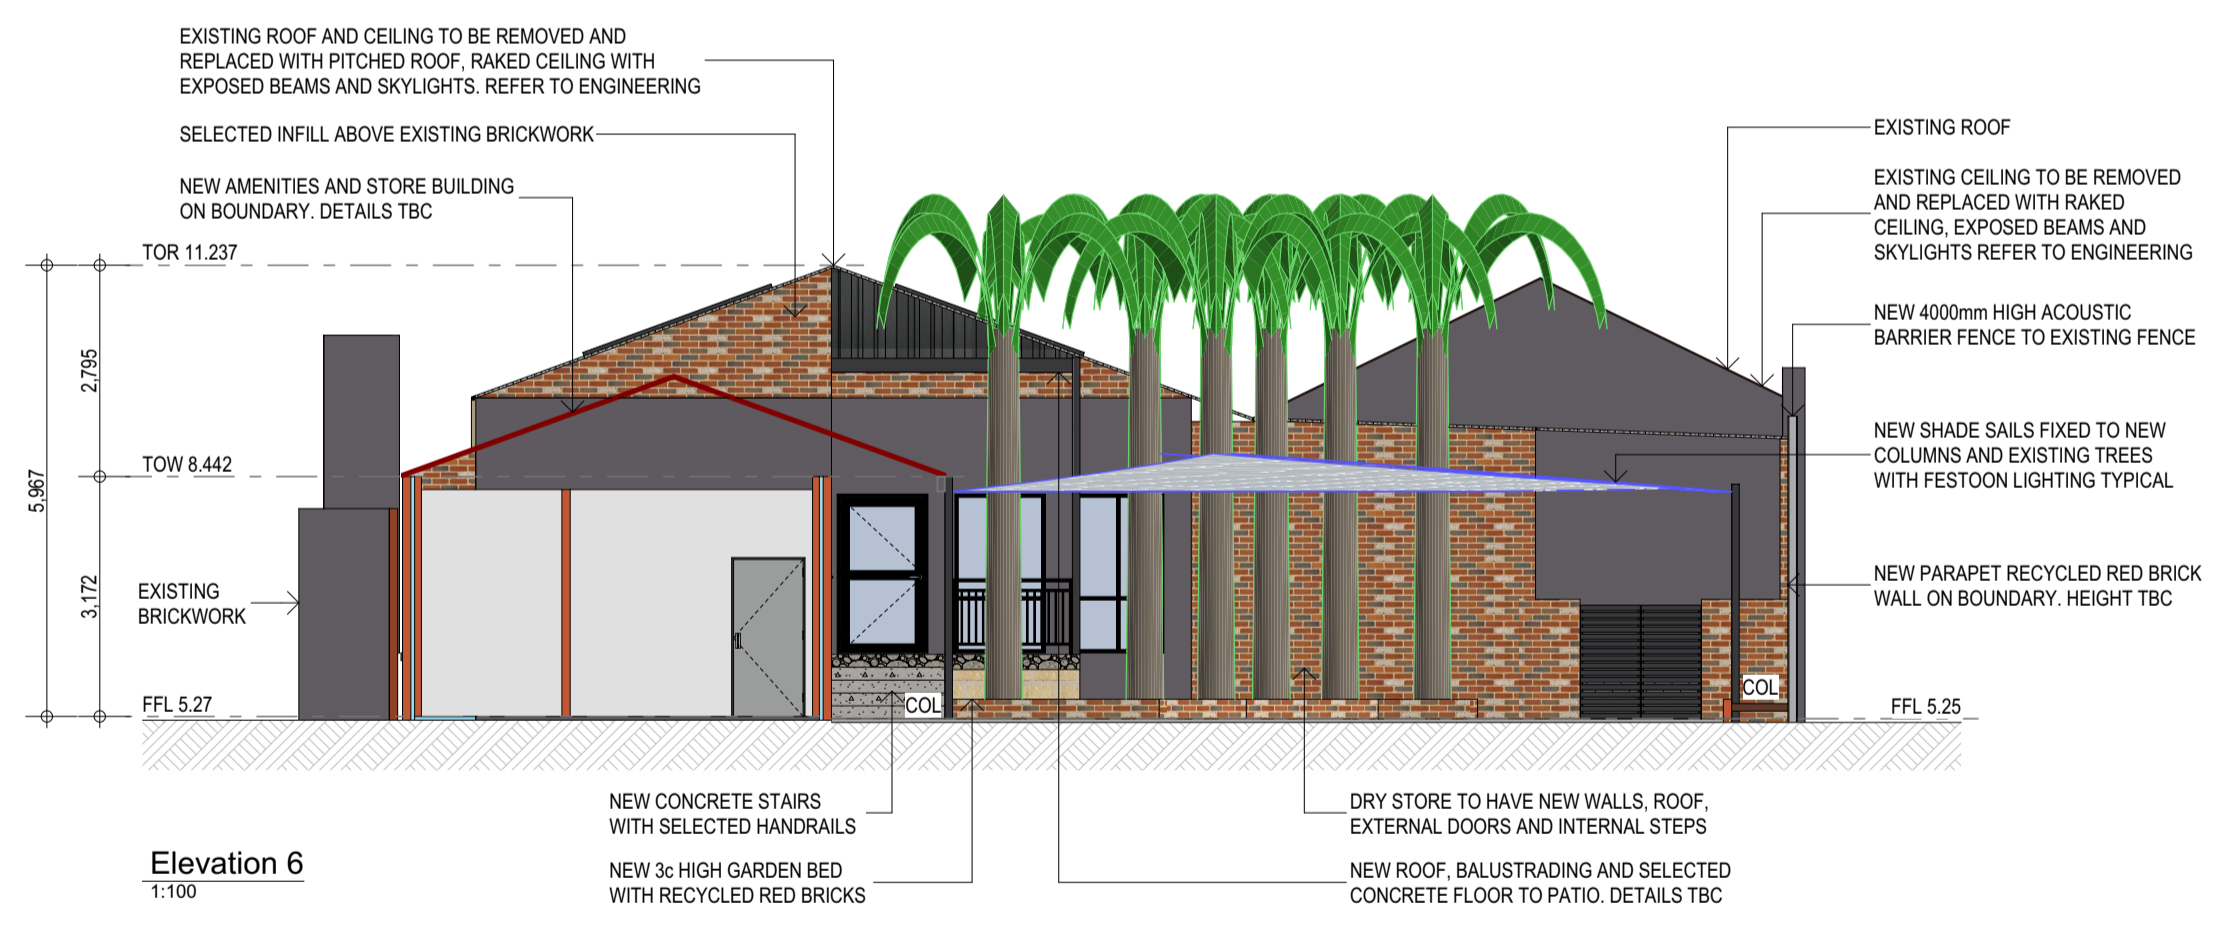 EXISTING ROOF AND CEILING TO BE REMOVED AND
REPLACED WITH PITCHED ROOF, RAKED CEILING WITH
EXPOSED BEAMS AND SKYLIGHTS. REFER TO ENGINEERING
SELECTED INFILL ABOVE EXISTING BRICKWORK
NEW AMENITIES AND STORE BUILDING
ON BOUNDARY. DETAILS TBC
TOR 11.237
2,795
TOW 8.442
5,967
3,172
EXISTING
BRICKWORK
FFL 5.27
EXISTING ROOF
EXISTING CEILING TO BE REMOVED
AND REPLACED WITH RAKED
CEILING, EXPOSED BEAMS AND
SKYLIGHTS REFER TO ENGINEERING
NEW 4000mm HIGH ACOUSTIC
BARRIER FENCE TO EXISTING FENCE
NEW SHADE SAILS FIXED TO NEW
COLUMNS AND EXISTING TREES
WITH FESTOON LIGHTING TYPICAL
NEW PARAPET RECYCLED RED BRICK
WALL ON BOUNDARY. HEIGHT TBC
COL
COL
FFL 5.25
NEW CONCRETE STAIRS
WITH SELECTED HANDRAILS
NEW 3c HIGH GARDEN BED
WITH RECYCLED RED BRICKS
DRY STORE TO HAVE NEW WALLS, ROOF,
EXTERNAL DOORS AND INTERNAL STEPS
NEW ROOF, BALUSTRADING AND SELECTED
CONCRETE FLOOR TO PATIO. DETAILS TBC
Elevation 6
1:100